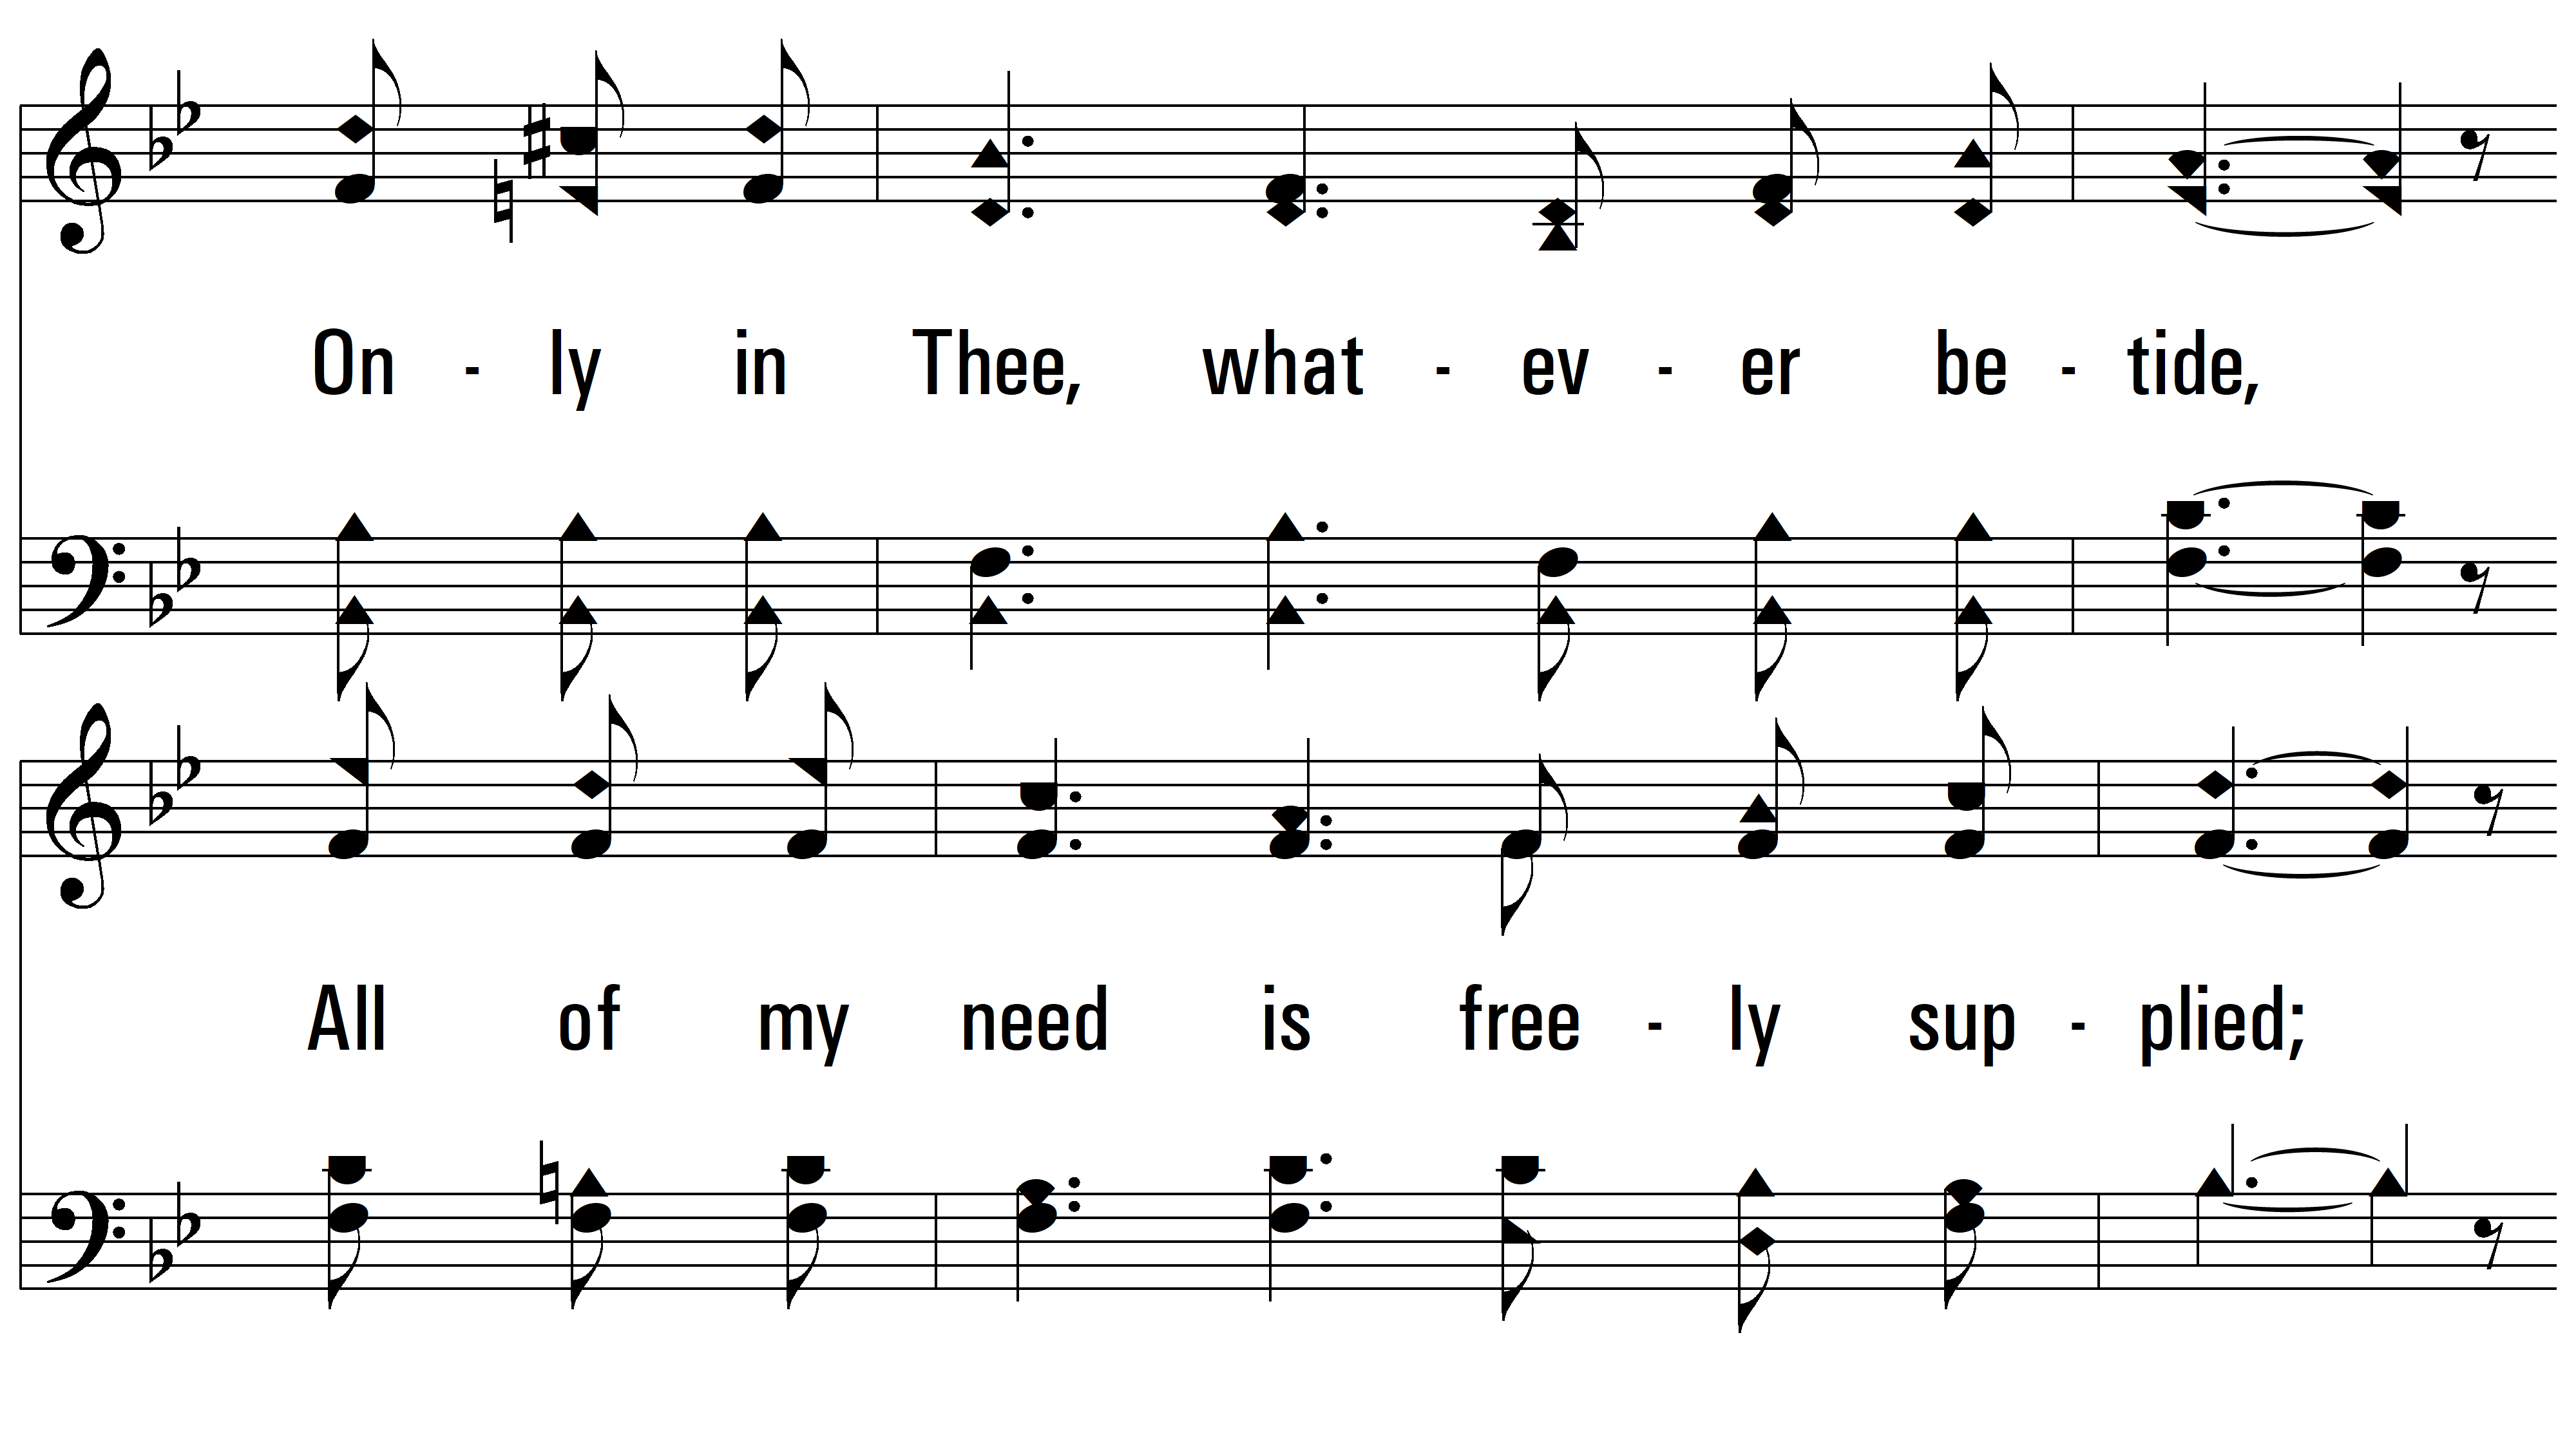 On - ly in Thee, what - ev - er be - tide,
All of my need is free - ly sup - plied;